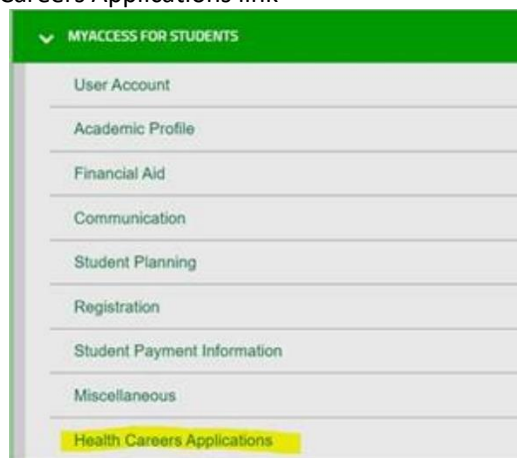 Careers Applications link
MYACCESS FOR STUDENTS
User Account
Academic Profile
Financial Aid
Communication
Student Planning
Registration
Student Payment Information
Miscellaneous
Health Careers Applications